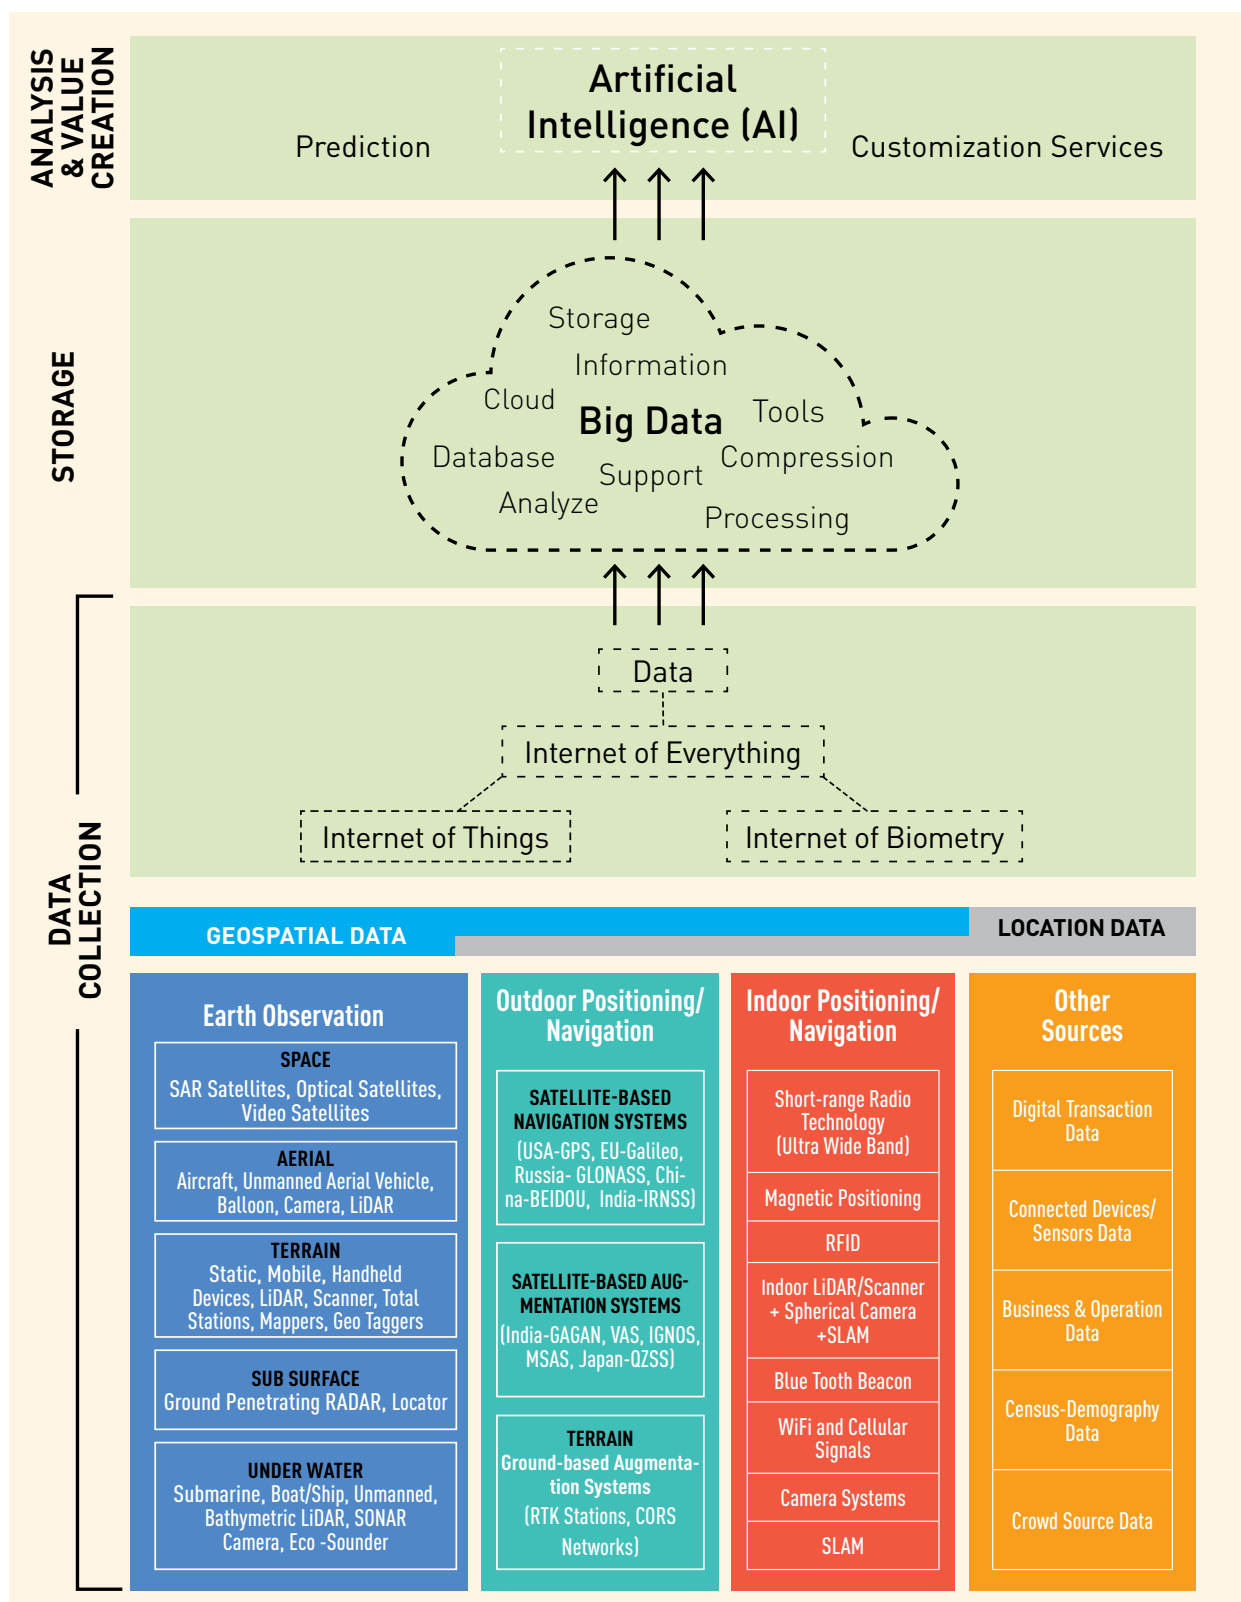 ANALYSIS
& VALUE
CREATION
Artificial
Intelligence (AI)
Prediction
Customization Services
STORAGE
Storage
Information
Cloud
Big Data
Tools
Database
Support
Compression
Analyze
Processing
DATA
COLLECTION
Data
Internet of Everything
Internet of Things
Internet of Biometry
GEOSPATIAL DATA
LOCATION DATA
Earth Observation
SPACE
SAR Satellites, Optical Satellites,
Video Satellites
AERIAL
Aircraft, Unmanned Aerial Vehicle,
Balloon, Camera, LiDAR
TERRAIN
Static, Mobile, Handheld
Devices, LiDAR, Scanner, Total
Stations, Mappers, Geo Taggers
SUB SURFACE
Ground Penetrating RADAR, Locator
UNDER WATER
Submarine, Boat/Ship, Unmanned,
Bathymetric LiDAR, SONAR
Camera, Eco -Sounder
Outdoor Positioning/
Navigation
SATELLITE-BASED
NAVIGATION SYSTEMS
(USA-GPS, EU-Galileo,
Russia- GLONASS, Chi-
na-BEIDOU, India-IRNSS)
SATELLITE-BASED AUG-
MENTATION SYSTEMS
(India-GAGAN, VAS, IGNOS,
MSAS, Japan-QZSS)
TERRAIN
Ground-based Augmenta-
tion Systems
(RTK Stations, CORS
Networks)
Indoor Positioning/
Navigation
Short-range Radio
Technology
(Ultra Wide Band)
Magnetic Positioning
RFID
Indoor LiDAR/Scanner
+ Spherical Camera
+SLAM
Blue Tooth Beacon
WiFi and Cellular
Signals
Camera Systems
SLAM
Other
Sources
Digital Transaction
Data
Connected Devices/
Sensors Data
Business & Operation
Data
Census-Demography
Data
Crowd Source Data